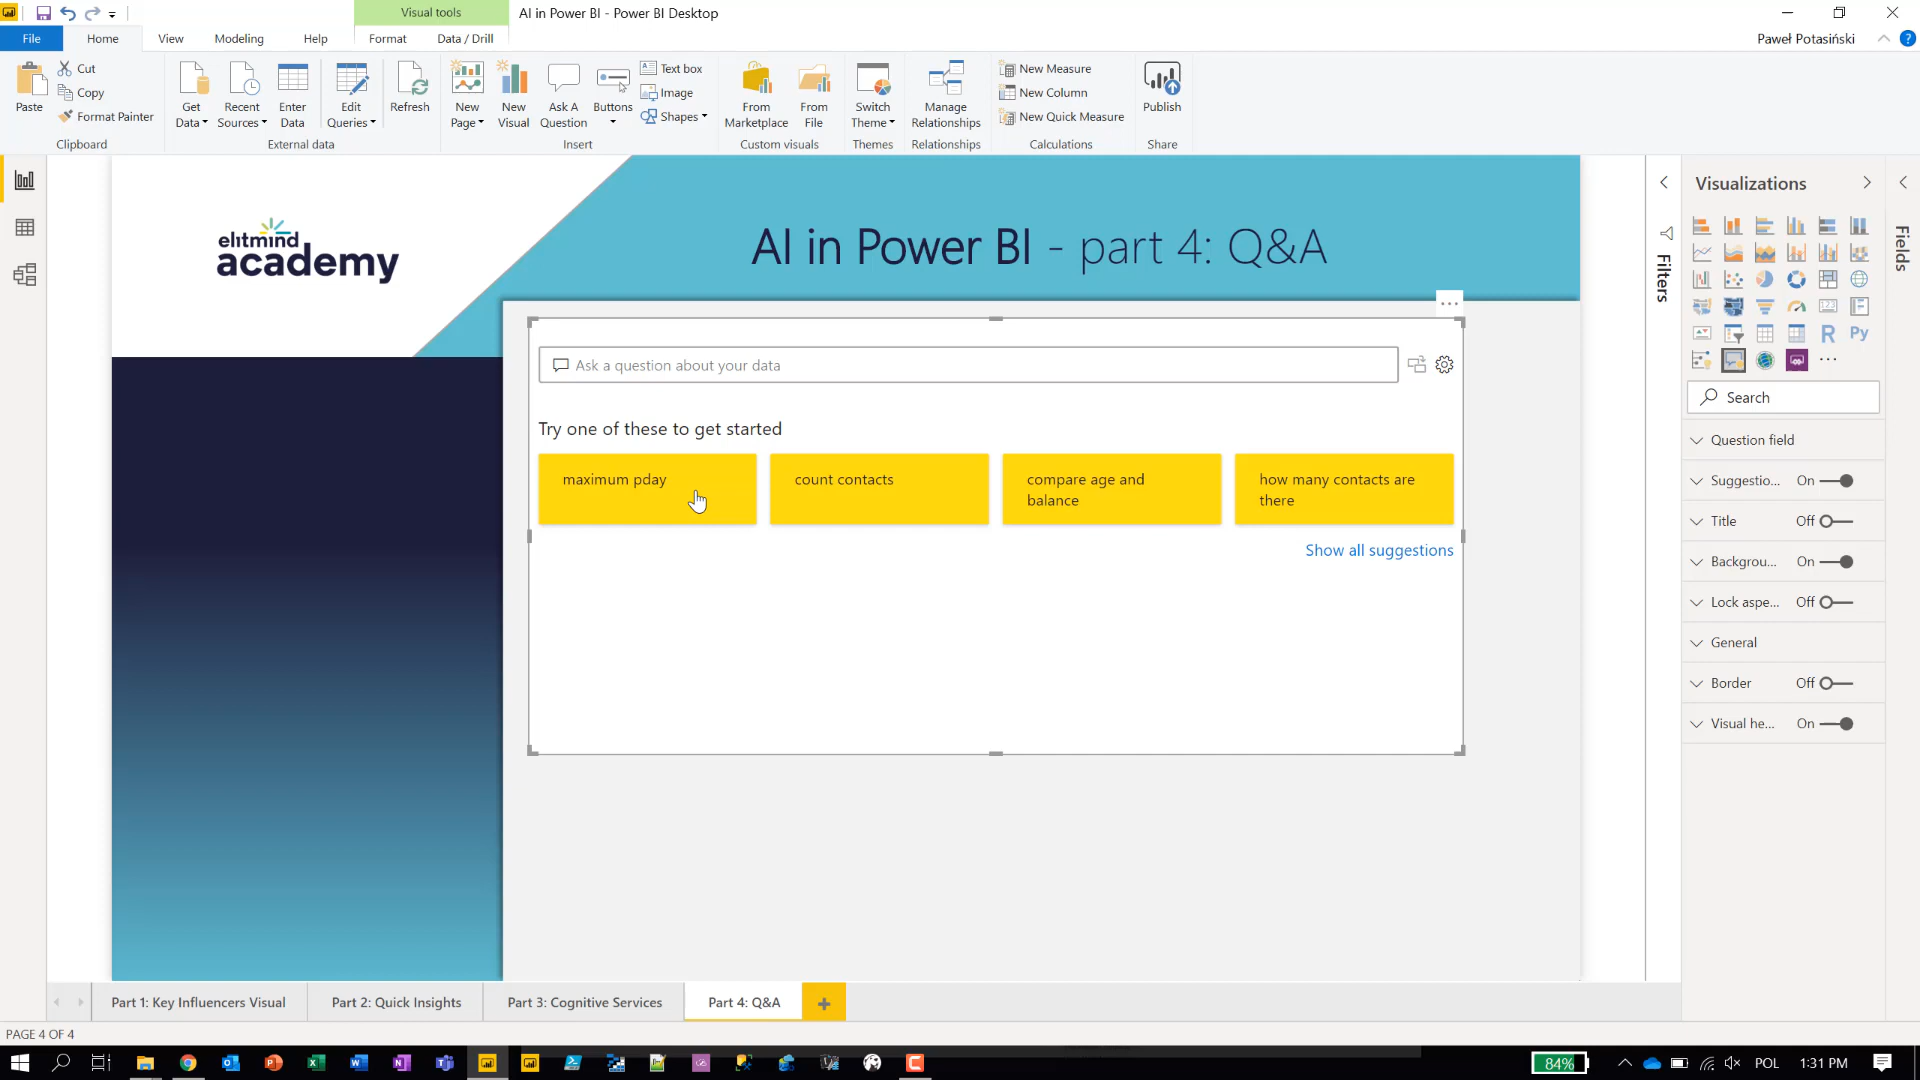 Visual tools
AI in Power BI - Power BI Desktop
File
Home
View
Modeling
Help
Format
Data / Drill
Paweł Potasiński
Paste
Cut
Copy
Format Painter
Clipboard
Get Data
Recent Sources
Enter Data
Edit Queries
Refresh
External data
New Page
New Visual
Ask A Question
Buttons
Text box
Image
Shapes
Insert
From Marketplace
From File
Custom visuals
Switch Theme
Themes
Manage Relationships
Relationships
New Measure
New Column
New Quick Measure
Calculations
Publish
Share
elitmind
academy
AI in Power BI - part 4: Q&A
Ask a question about your data
Try one of these to get started
maximum pday
count contacts
compare age and
balance
how many contacts are
there
Show all suggestions
Filters
Visualizations
R
Py
Search
Question field
Suggestio... On
Title Off
Backgrou... On
Lock aspe... Off
General
Border Off
Visual he... On
Fields
Part 1: Key Influencers Visual
Part 2: Quick Insights
Part 3: Cognitive Services
Part 4: Q&A
PAGE 4 OF 4
84%
POL
1:31 PM